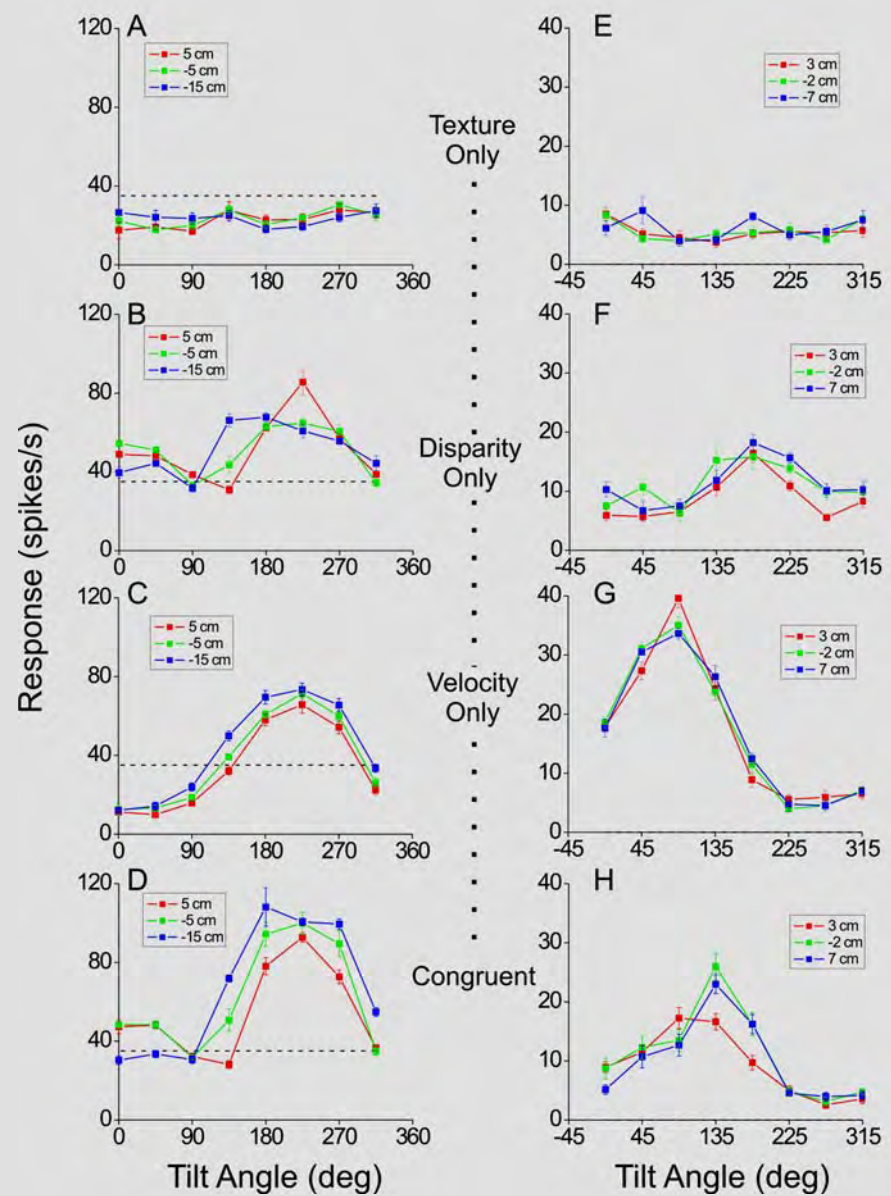 A
120
80
40
0
0 90 180 270 360
5 cm
-5 cm
-15 cm
Texture
Only
E
40
30
20
10
0
-45 45 135 225 315
3 cm
-2 cm
-7 cm
B
120
80
40
0
0 90 180 270 360
5 cm
-5 cm
-15 cm
Disparity
Only
F
40
30
20
10
0
-45 45 135 225 315
3 cm
-2 cm
7 cm
Response (spikes/s)
C
120
80
40
0
0 90 180 270 360
5 cm
-5 cm
-15 cm
Velocity
Only
G
40
30
20
10
0
-45 45 135 225 315
3 cm
-2 cm
7 cm
D
120
80
40
0
0 90 180 270 360
5 cm
-5 cm
-15 cm
Congruent
H
40
30
20
10
0
-45 45 135 225 315
3 cm
-2 cm
7 cm
Tilt Angle (deg)
Tilt Angle (deg)